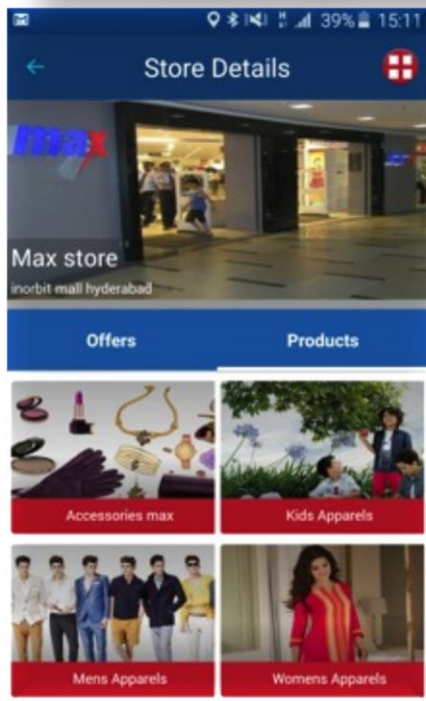 39% 15:11
Store Details
max
Max store
inorbit mall hyderabad
Offers
Products
Accessories max
Kids Apparels
Mens Apparels
Womens Apparels